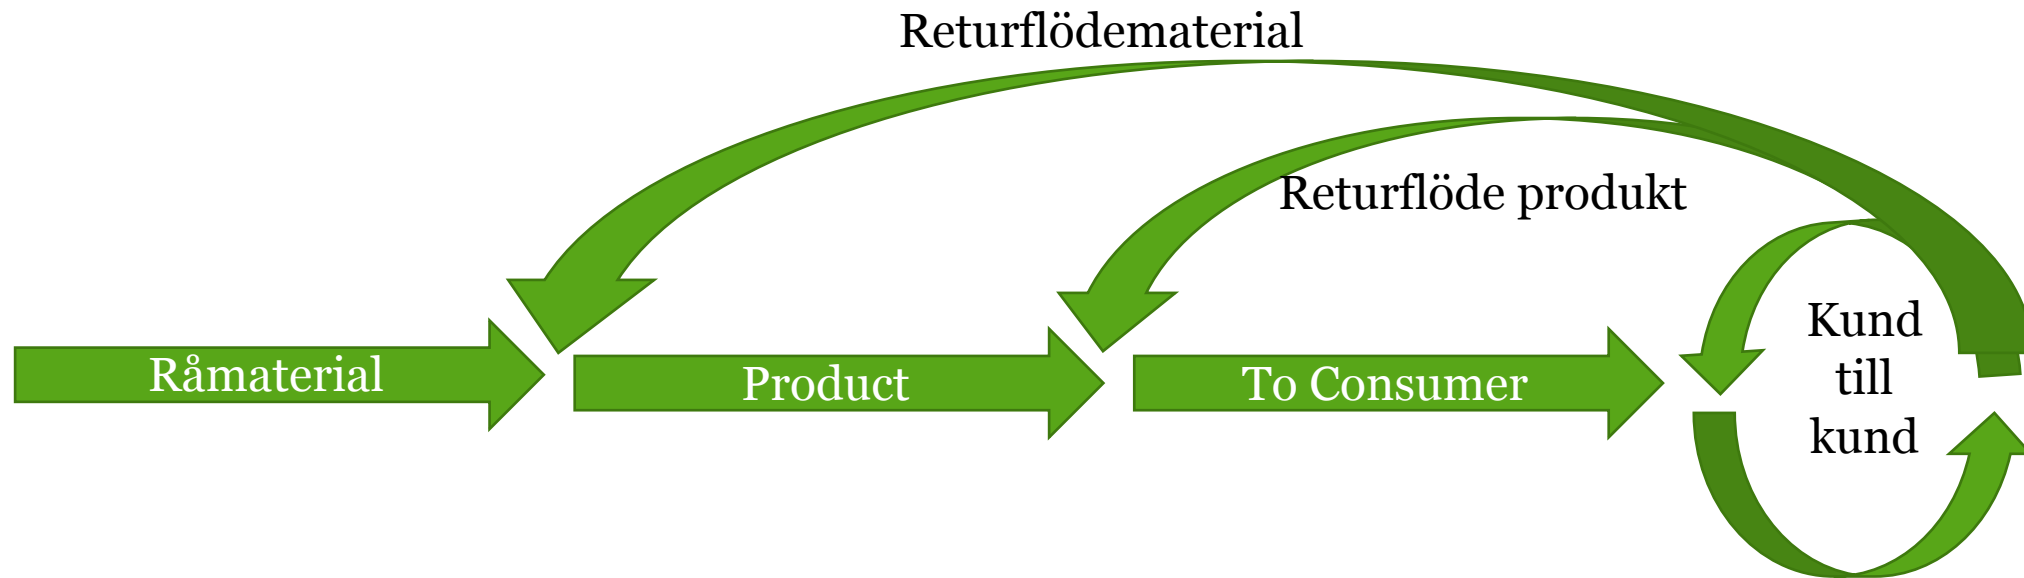 Returflödematerial
Returflöde produkt
Råmaterial
Product
To Consumer
Kund
till
kund